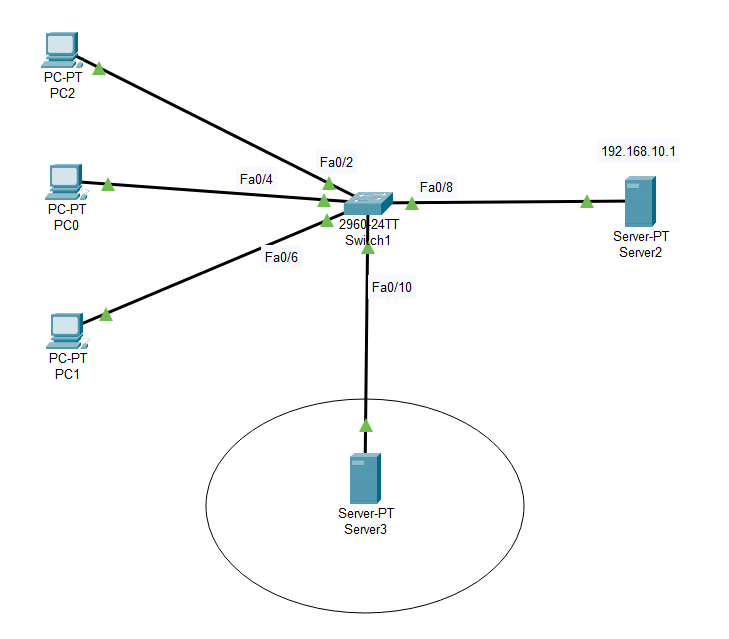 PC-PT
PC2
Fa0/2
192.168.10.1
Fa0/4
Fa0/8
PC-PT
PC0
2960-24TT
Switch1
Server-PT
Server2
Fa0/6
Fa0/10
PC-PT
PC1
Server-PT
Server3